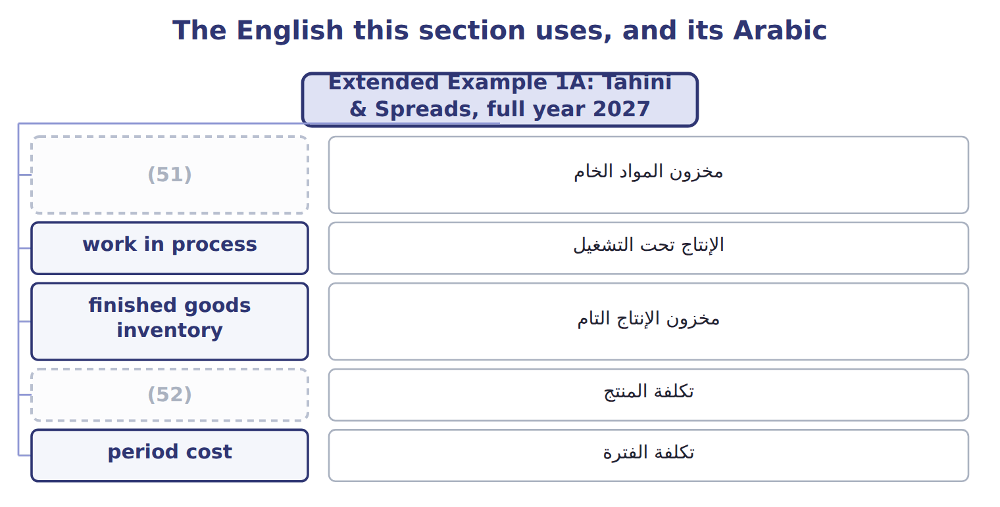 The English this section uses, and its Arabic
Extended Example 1A: Tahini
& Spreads, full year 2027
(51)
مخزون المواد الخام
work in process
الإنتاج تحت التشغيل
finished goods
inventory
مخزون الإنتاج التام
(52)
تكلفة المنتج
period cost
تكلفة الفترة